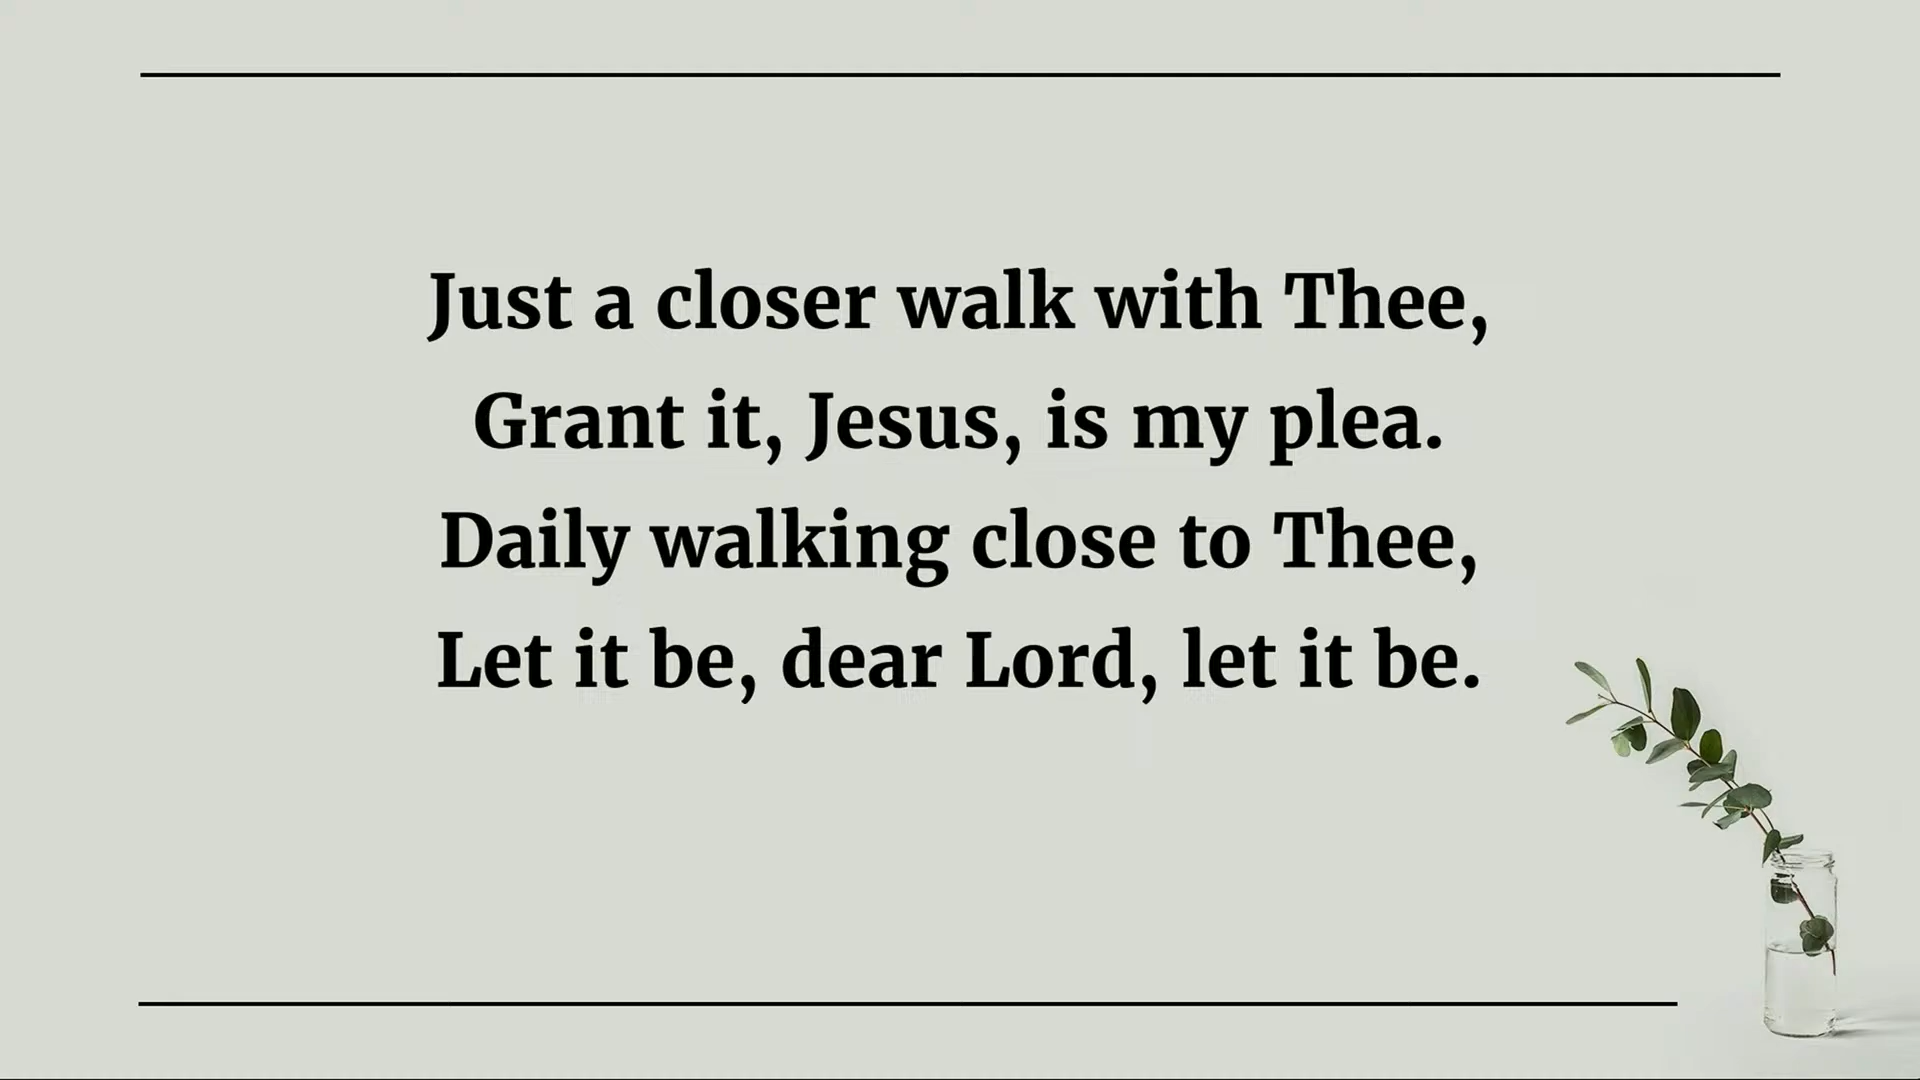 Just a closer walk with Thee,
Grant it, Jesus, is my plea.
Daily walking close to Thee,
Let it be, dear Lord, let it be.